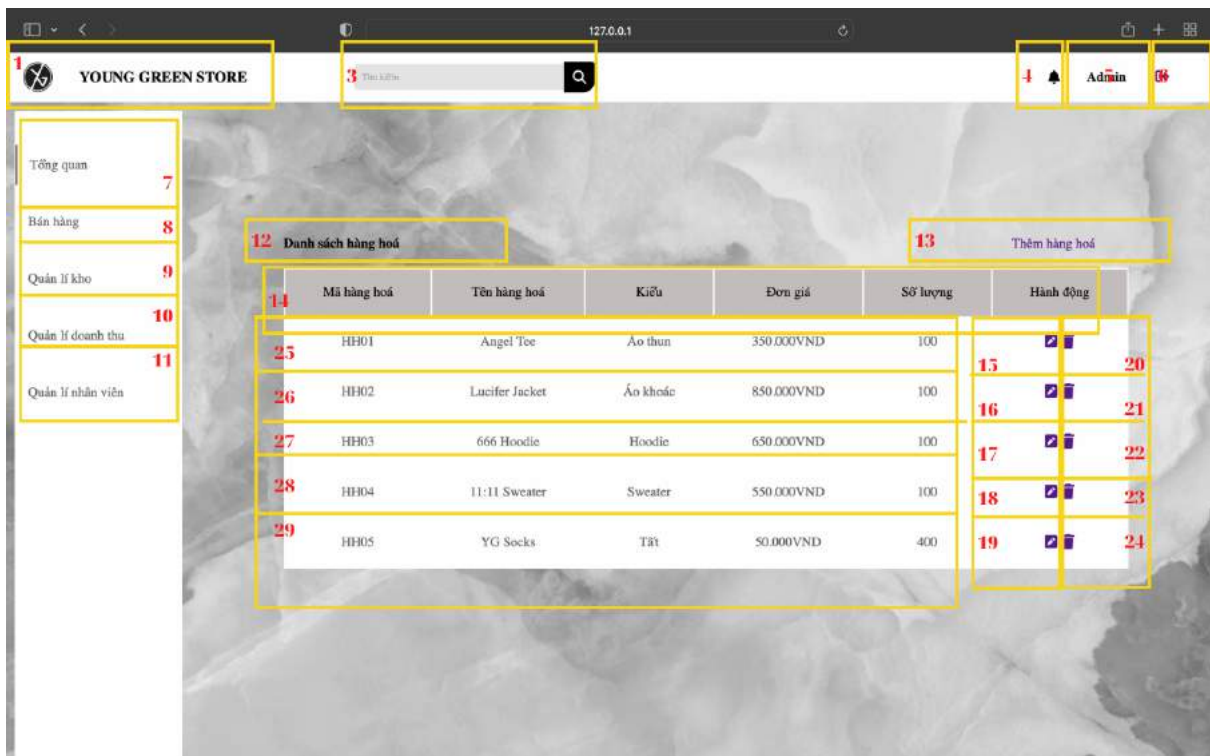 127.0.0.1
1 YOUNG GREEN STORE 3 Tìm kiếm 4 Admin
7 Tổng quan
8 Bán hàng
9 Quản lí kho
10 Quản lí doanh thu
11 Quản lí nhân viên
12 Danh sách hàng hoá 13 Thêm hàng hoá
14 Mã hàng hoá Tên hàng hoá Kiểu Đơn giá Số lượng Hành động
25 HH01 Angel Tee Áo thun 350.000VND 100 15 20
26 HH02 Lucifer Jacket Áo khoác 850.000VND 100 16 21
27 HH03 666 Hoodie Hoodie 650.000VND 100 17 22
28 HH04 11:11 Sweater Sweater 550.000VND 100 18 23
29 HH05 YG Socks Tất 50.000VND 400 19 24